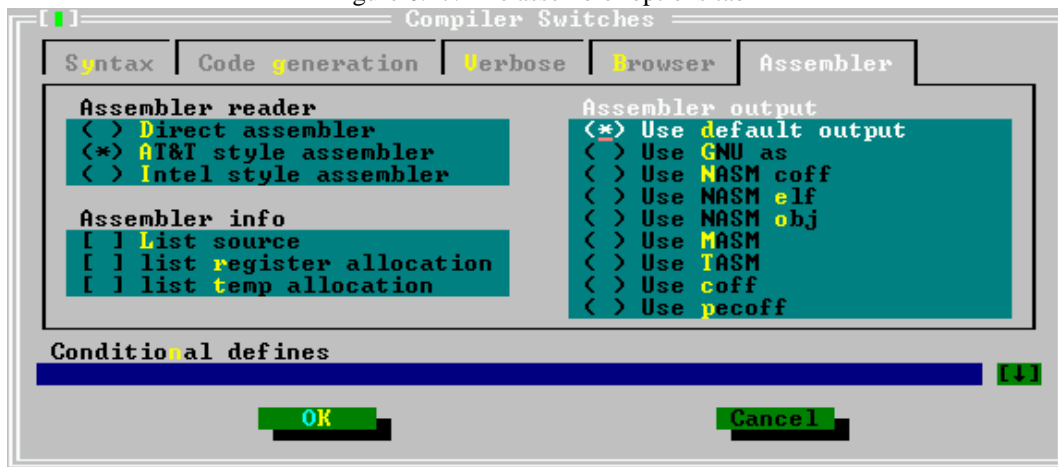 [ ] Compiler Switches
Syntax Code generation Verbose Browser Assembler
Assembler reader
( ) Direct assembler
(*) AT&T style assembler
( ) Intel style assembler
Assembler info
[ ] List source
[ ] list register allocation
[ ] list temp allocation
Assembler output
(*) Use default output
( ) Use GNU as
( ) Use NASM coff
( ) Use NASM elf
( ) Use NASM obj
( ) Use MASM
( ) Use TASM
( ) Use coff
( ) Use pecoff
Conditional defines
[↓]
OK Cancel